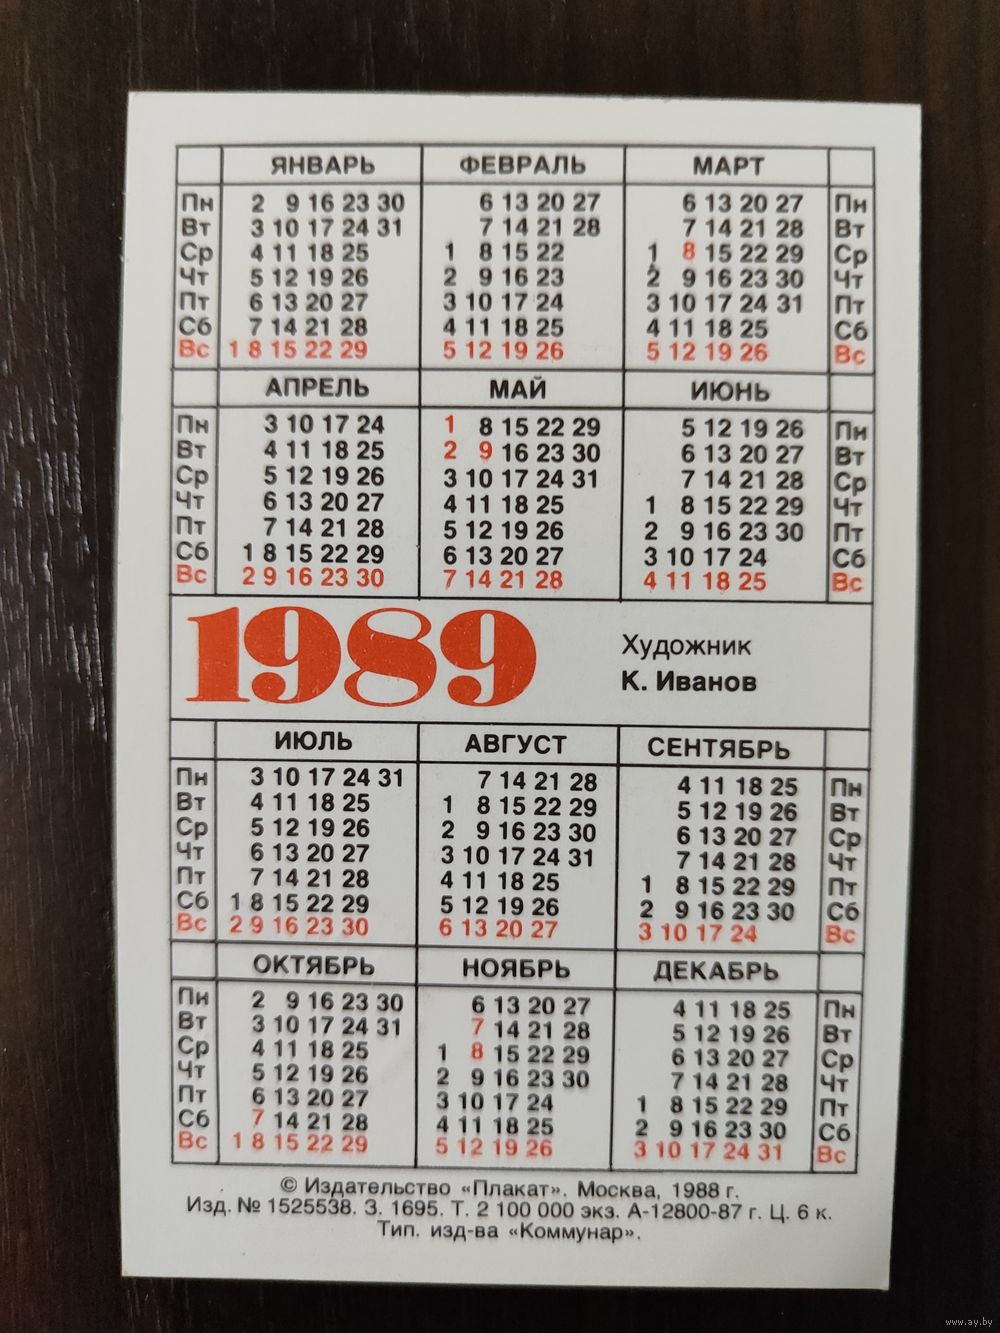 ЯНВАРЬ ФЕВРАЛЬ МАРТ
Пн 2 9 16 23 30 6 13 20 27 6 13 20 27 Пн
Вт 3 10 17 24 31 7 14 21 28 7 14 21 28 Вт
Ср 4 11 18 25 1 8 15 22 1 8 15 22 29 Ср
Чт 5 12 19 26 2 9 16 23 2 9 16 23 30 Чт
Пт 6 13 20 27 3 10 17 24 3 10 17 24 31 Пт
Сб 7 14 21 28 4 11 18 25 4 11 18 25 Сб
Вс 1 8 15 22 29 5 12 19 26 5 12 19 26 Вс
АПРЕЛЬ МАЙ ИЮНЬ
Пн 3 10 17 24 1 8 15 22 29 5 12 19 26 Пн
Вт 4 11 18 25 2 9 16 23 30 6 13 20 27 Вт
Ср 5 12 19 26 3 10 17 24 31 7 14 21 28 Ср
Чт 6 13 20 27 4 11 18 25 1 8 15 22 29 Чт
Пт 7 14 21 28 5 12 19 26 2 9 16 23 30 Пт
Сб 1 8 15 22 29 6 13 20 27 3 10 17 24 Сб
Вс 2 9 16 23 30 7 14 21 28 4 11 18 25 Вс
1989
Художник
К. Иванов
ИЮЛЬ АВГУСТ СЕНТЯБРЬ
Пн 3 10 17 24 31 7 14 21 28 4 11 18 25 Пн
Вт 4 11 18 25 1 8 15 22 29 5 12 19 26 Вт
Ср 5 12 19 26 2 9 16 23 30 6 13 20 27 Ср
Чт 6 13 20 27 3 10 17 24 31 7 14 21 28 Чт
Пт 7 14 21 28 4 11 18 25 1 8 15 22 29 Пт
Сб 1 8 15 22 29 5 12 19 26 2 9 16 23 30 Сб
Вс 2 9 16 23 30 6 13 20 27 3 10 17 24 Вс
ОКТЯБРЬ НОЯБРЬ ДЕКАБРЬ
Пн 2 9 16 23 30 6 13 20 27 4 11 18 25 Пн
Вт 3 10 17 24 31 7 14 21 28 5 12 19 26 Вт
Ср 4 11 18 25 1 8 15 22 29 6 13 20 27 Ср
Чт 5 12 19 26 2 9 16 23 30 7 14 21 28 Чт
Пт 6 13 20 27 3 10 17 24 1 8 15 22 29 Пт
Сб 7 14 21 28 4 11 18 25 2 9 16 23 30 Сб
Вс 1 8 15 22 29 5 12 19 26 3 10 17 24 31 Вс
© Издательство «Плакат». Москва, 1988 г.
Изд. № 1525538. З. 1695. Т. 2 100 000 экз. А-12800-87 г. Ц. 6 к.
Тип. изд-ва «Коммунар».
www.ay.by